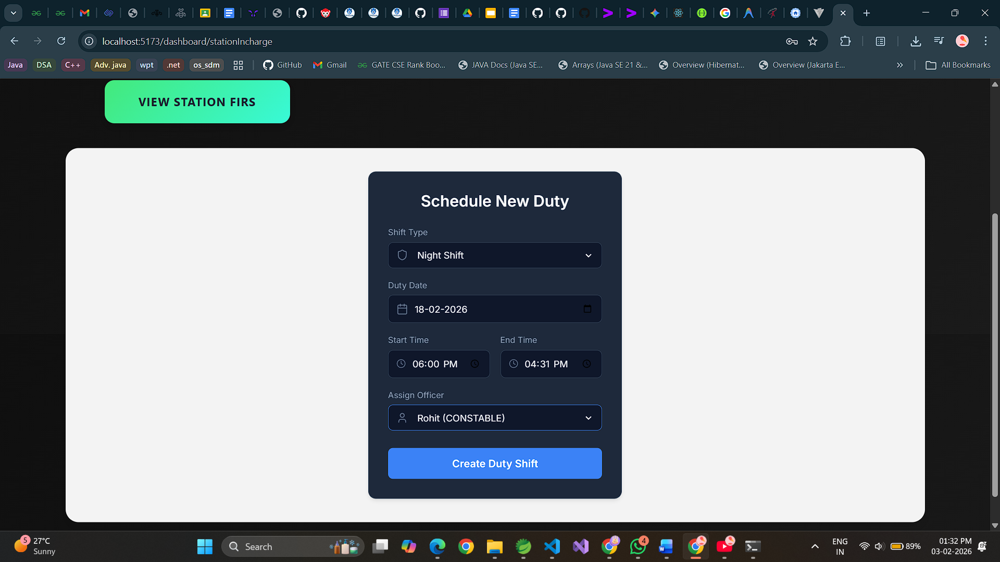 localhost:5173/dashboard/stationIncharge
Java DSA C++ Adv. java wpt .net os_sdm GitHub Gmail GATE CSE Rank Boo... JAVA Docs (Java SE... Arrays (Java SE 21 &... Overview (Hibernat... Overview (Jakarta E... » All Bookmarks
VIEW STATION FIRS
Schedule New Duty
Shift Type
Night Shift
Duty Date
18-02-2026
Start Time End Time
06:00 PM 04:31 PM
Assign Officer
Rohit (CONSTABLE)
Create Duty Shift
5 27°C
Sunny
Search
4
ENG
IN
89%
01:32 PM
03-02-2026